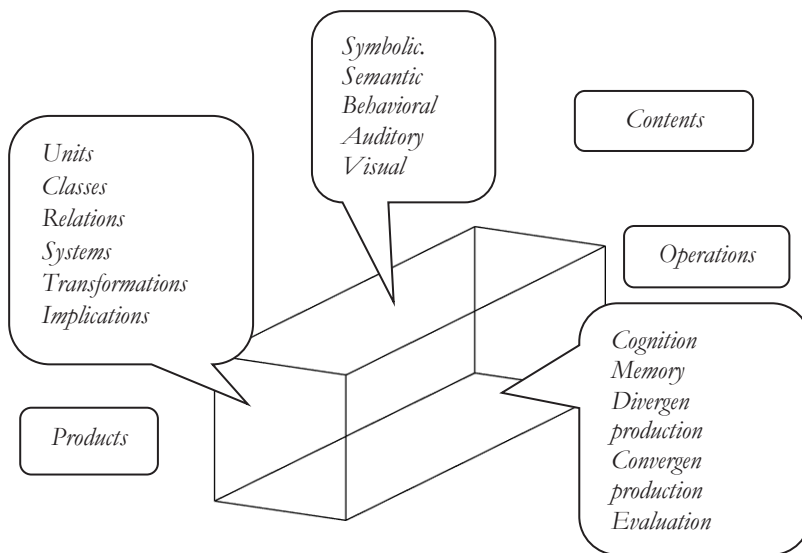 Symbolic.
Semantic
Behavioral
Auditory
Visual
Contents
Units
Classes
Relations
Systems
Transformations
Implications
Operations
Cognition
Memory
Divergen
production
Convergen
production
Evaluation
Products